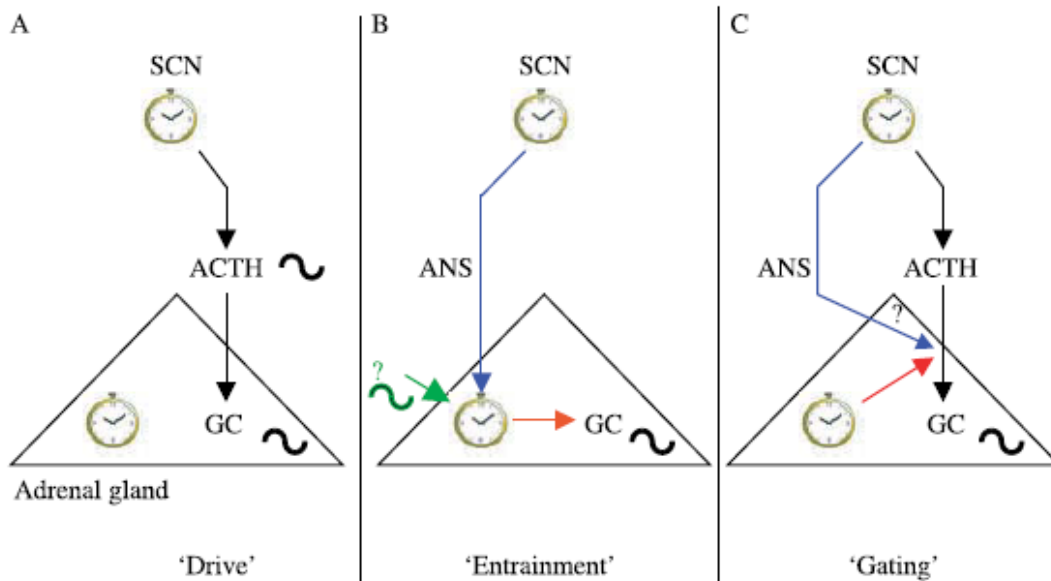 A
SCN
ACTH
GC
Adrenal gland
'Drive'
B
SCN
ANS
?
GC
'Entrainment'
C
SCN
ANS
ACTH
?
GC
'Gating'